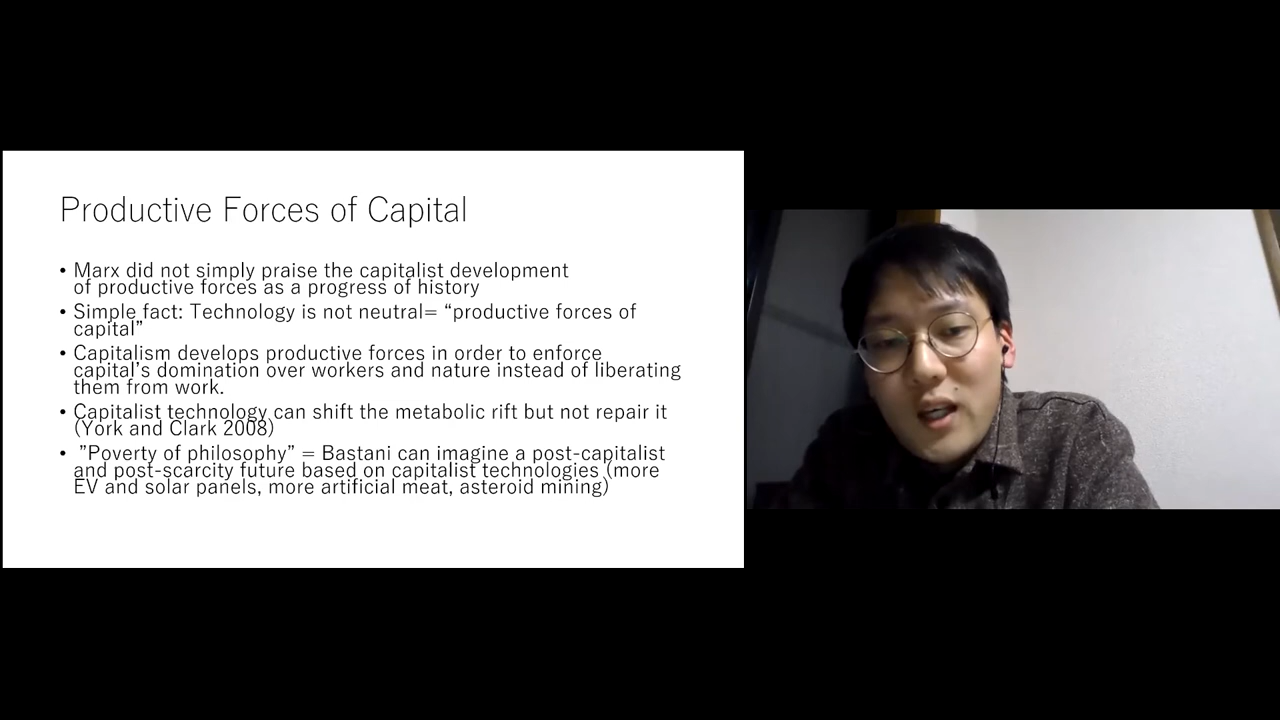 Productive Forces of Capital
• Marx did not simply praise the capitalist development
of productive forces as a progress of history
• Simple fact: Technology is not neutral= “productive forces of
capital”
• Capitalism develops productive forces in order to enforce
capital’s domination over workers and nature instead of liberating
them from work.
• Capitalist technology can shift the metabolic rift but not repair it
(York and Clark 2008)
• ”Poverty of philosophy” = Bastani can imagine a post-capitalist
and post-scarcity future based on capitalist technologies (more
EV and solar panels, more artificial meat, asteroid mining)